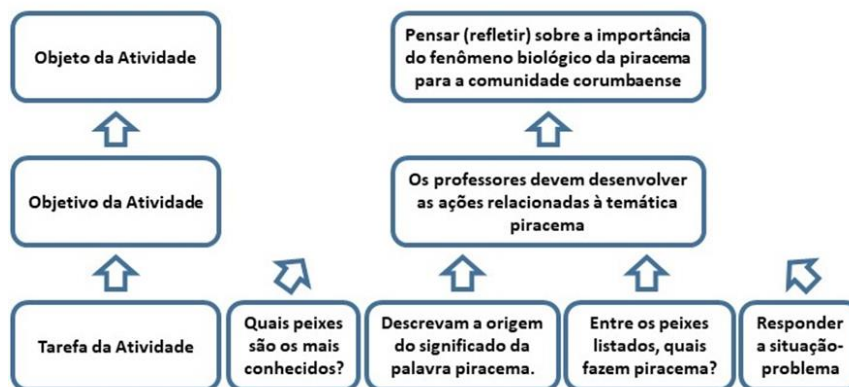 Objeto da Atividade
Pensar (refletir) sobre a importância
do fenômeno biológico da piracema
para a comunidade corumbaense
Objetivo da Atividade
Os professores devem desenvolver
as ações relacionadas à temática
piracema
Tarefa da Atividade
Quais peixes
são os mais
conhecidos?
Descrevam a origem
do significado da
palavra piracema.
Entre os peixes
listados, quais
fazem piracema?
Responder
a situação-
problema